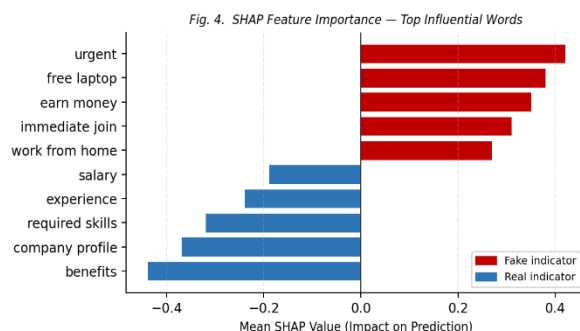 Fig. 4. SHAP Feature Importance — Top Influential Words
urgent
free laptop
earn money
immediate join
work from home
salary
experience
required skills
company profile
benefits
Fake indicator
Real indicator
−0.4 −0.2 0.0 0.2 0.4
Mean SHAP Value (Impact on Prediction)